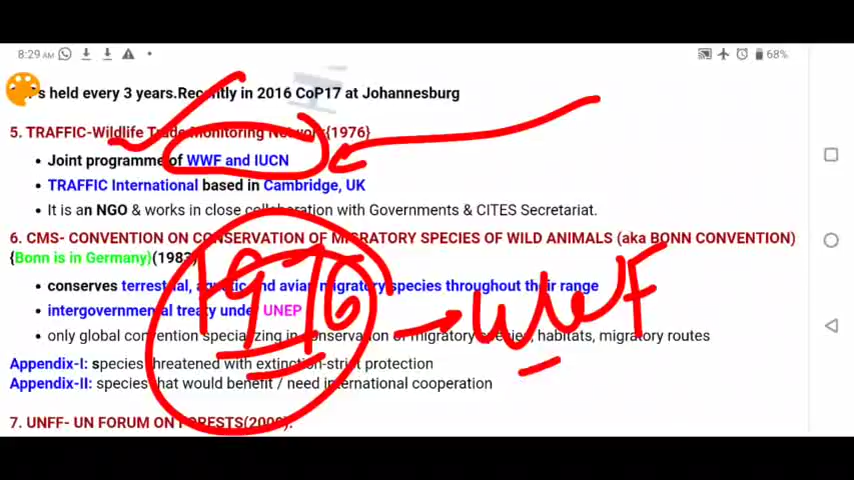 8:29 AM
68%
's held every 3 years.Recently in 2016 CoP17 at Johannesburg
5. TRAFFIC-Wildlife Trade Monitoring Network{1976}
• Joint programme of WWF and IUCN
• TRAFFIC International based in Cambridge, UK
• It is an NGO & works in close collaboration with Governments & CITES Secretariat.
6. CMS- CONVENTION ON CONSERVATION OF MIGRATORY SPECIES OF WILD ANIMALS (aka BONN CONVENTION)
{Bonn is in Germany}(1983)
• conserves terrestrial, aquatic and avian migratory species throughout their range
• intergovernmental treaty under UNEP
• only global convention specializing in conservation of migratory species, habitats, migratory routes
1976
WWF
Appendix-I: species threatened with extinction-strict protection
Appendix-II: species that would benefit / need international cooperation
7. UNFF- UN FORUM ON FORESTS(2000):